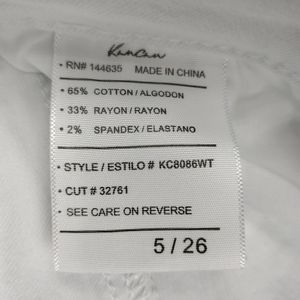 KanCan
• RN# 144635 MADE IN CHINA
• 65% COTTON / ALGODON
• 33% RAYON / RAYON
• 2% SPANDEX / ELASTANO
• STYLE / ESTILO # KC8086WT
• CUT # 32761
• SEE CARE ON REVERSE
5 / 26